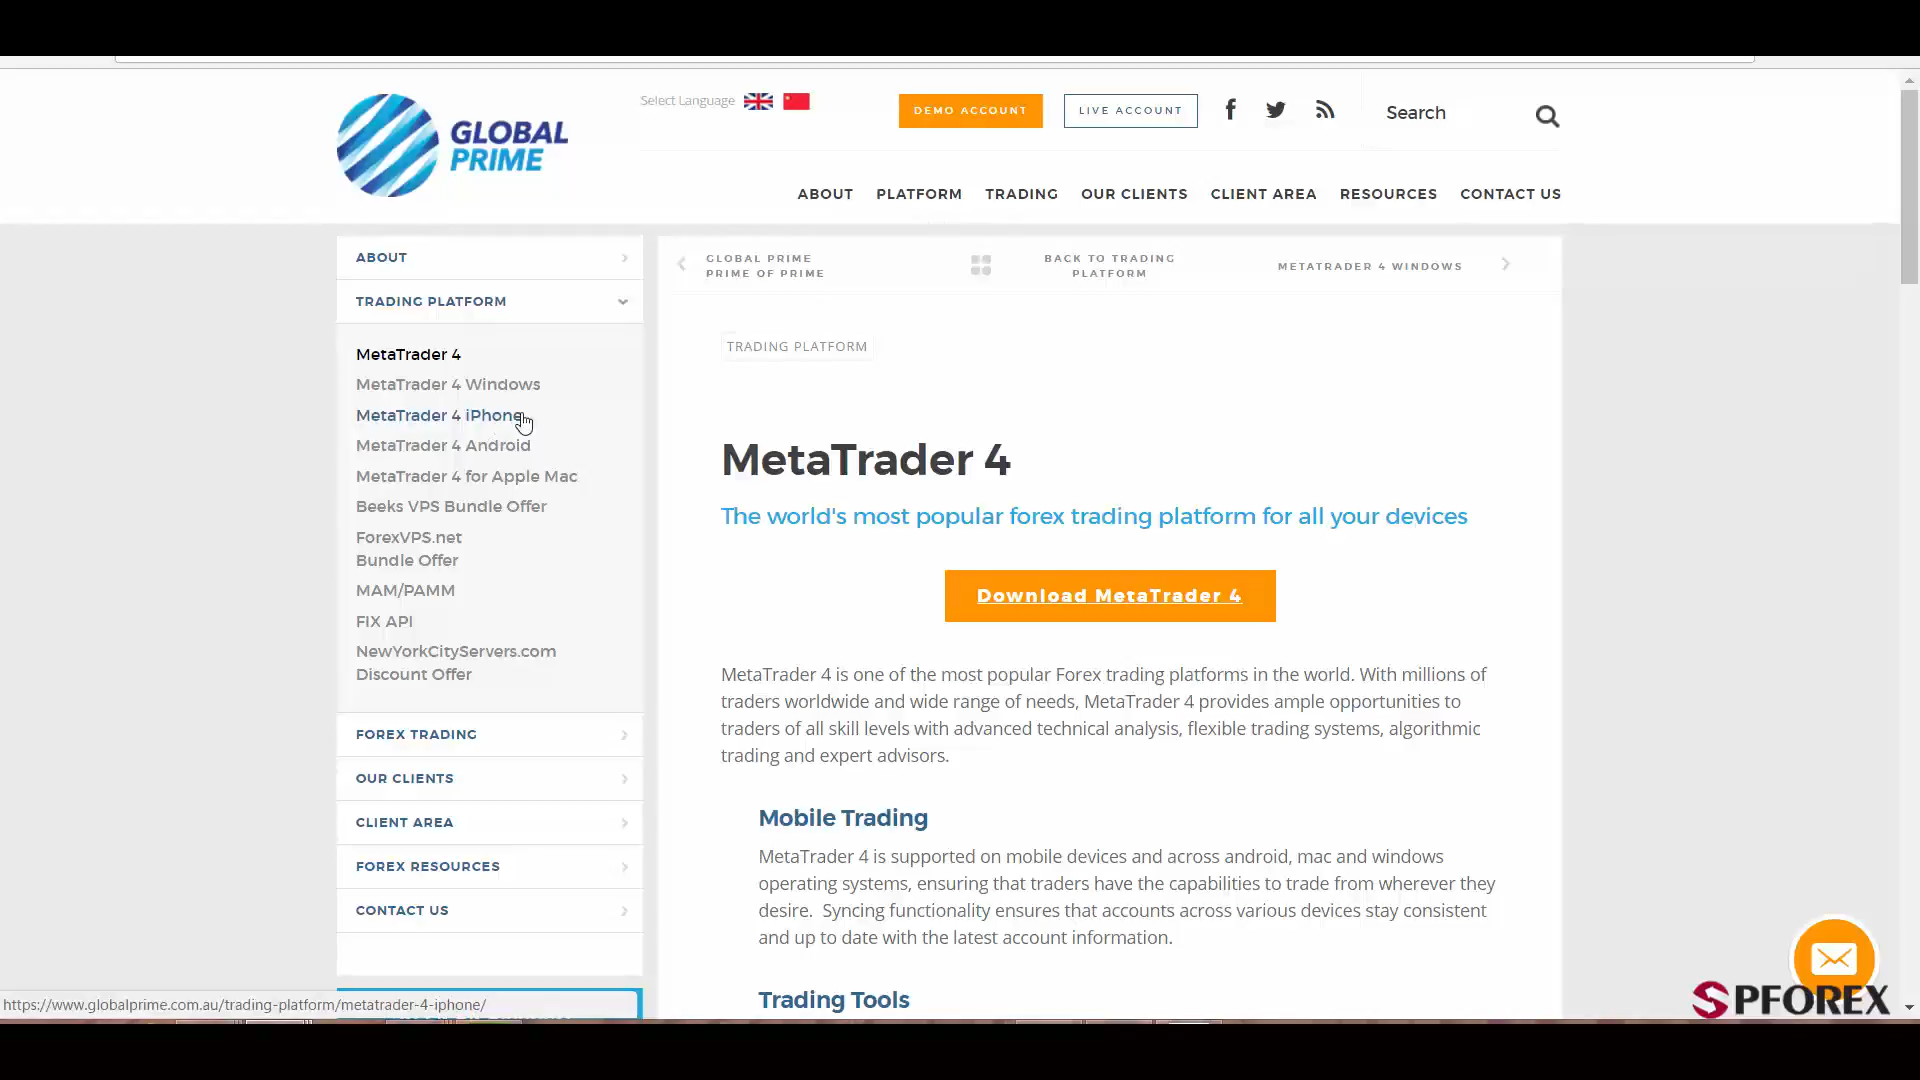 GLOBAL
PRIME
Select Language
DEMO ACCOUNT
LIVE ACCOUNT
Search
ABOUT
PLATFORM
TRADING
OUR CLIENTS
CLIENT AREA
RESOURCES
CONTACT US
ABOUT
TRADING PLATFORM
MetaTrader 4
MetaTrader 4 Windows
MetaTrader 4 iPhone
MetaTrader 4 Android
MetaTrader 4 for Apple Mac
Beeks VPS Bundle Offer
ForexVPS.net
Bundle Offer
MAM/PAMM
FIX API
NewYorkCityServers.com
Discount Offer
FOREX TRADING
OUR CLIENTS
CLIENT AREA
FOREX RESOURCES
CONTACT US
GLOBAL PRIME
PRIME OF PRIME
BACK TO TRADING
PLATFORM
METATRADER 4 WINDOWS
TRADING PLATFORM
MetaTrader 4
The world's most popular forex trading platform for all your devices
Download MetaTrader 4
MetaTrader 4 is one of the most popular Forex trading platforms in the world. With millions of
traders worldwide and wide range of needs, MetaTrader 4 provides ample opportunities to
traders of all skill levels with advanced technical analysis, flexible trading systems, algorithmic
trading and expert advisors.
Mobile Trading
MetaTrader 4 is supported on mobile devices and across android, mac and windows
operating systems, ensuring that traders have the capabilities to trade from wherever they
desire. Syncing functionality ensures that accounts across various devices stay consistent
and up to date with the latest account information.
Trading Tools
https://www.globalprime.com.au/trading-platform/metatrader-4-iphone/
SPFOREX